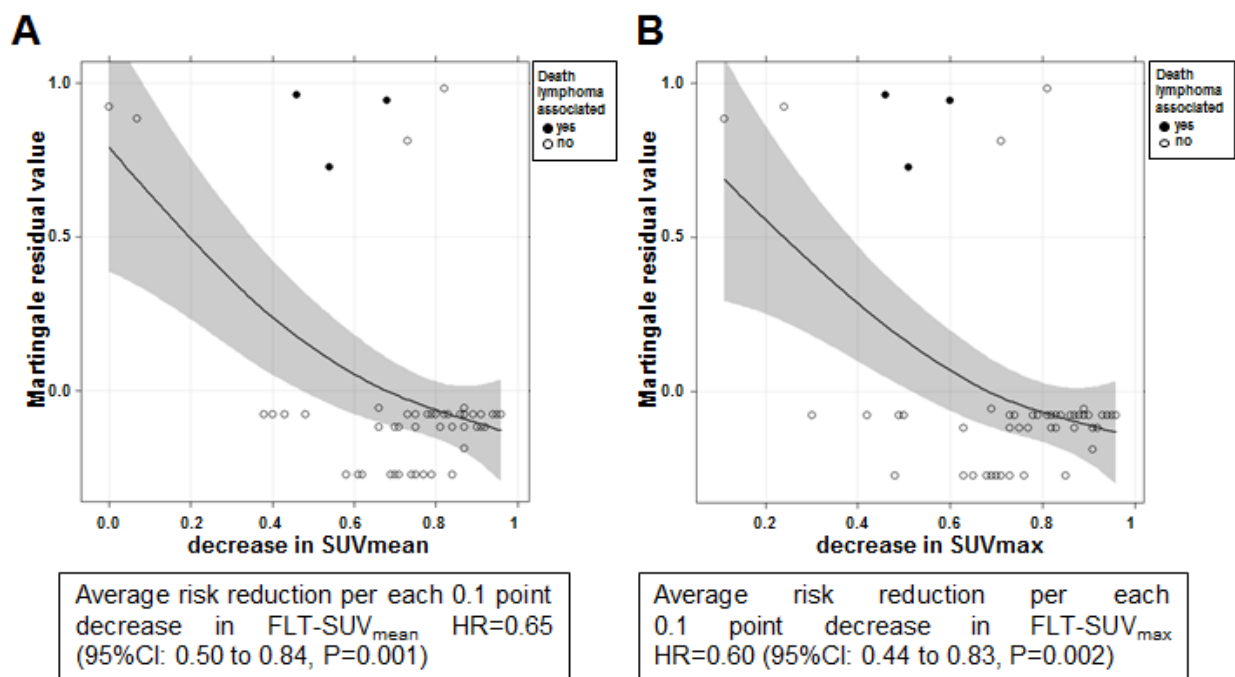 A
Martingale residual value
1.0
0.5
0.0
0.0 0.2 0.4 0.6 0.8 1
decrease in SUVmean
Death
lymphoma
associated
yes
no
Average risk reduction per each 0.1 point
decrease in FLT-SUVmean HR=0.65
(95%CI: 0.50 to 0.84, P=0.001)
B
Martingale residual value
1.0
0.5
0.0
0.2 0.4 0.6 0.8 1
decrease in SUVmax
Death
lymphoma
associated
yes
no
Average risk reduction per each
0.1 point decrease in FLT-SUVmax
HR=0.60 (95%CI: 0.44 to 0.83, P=0.002)